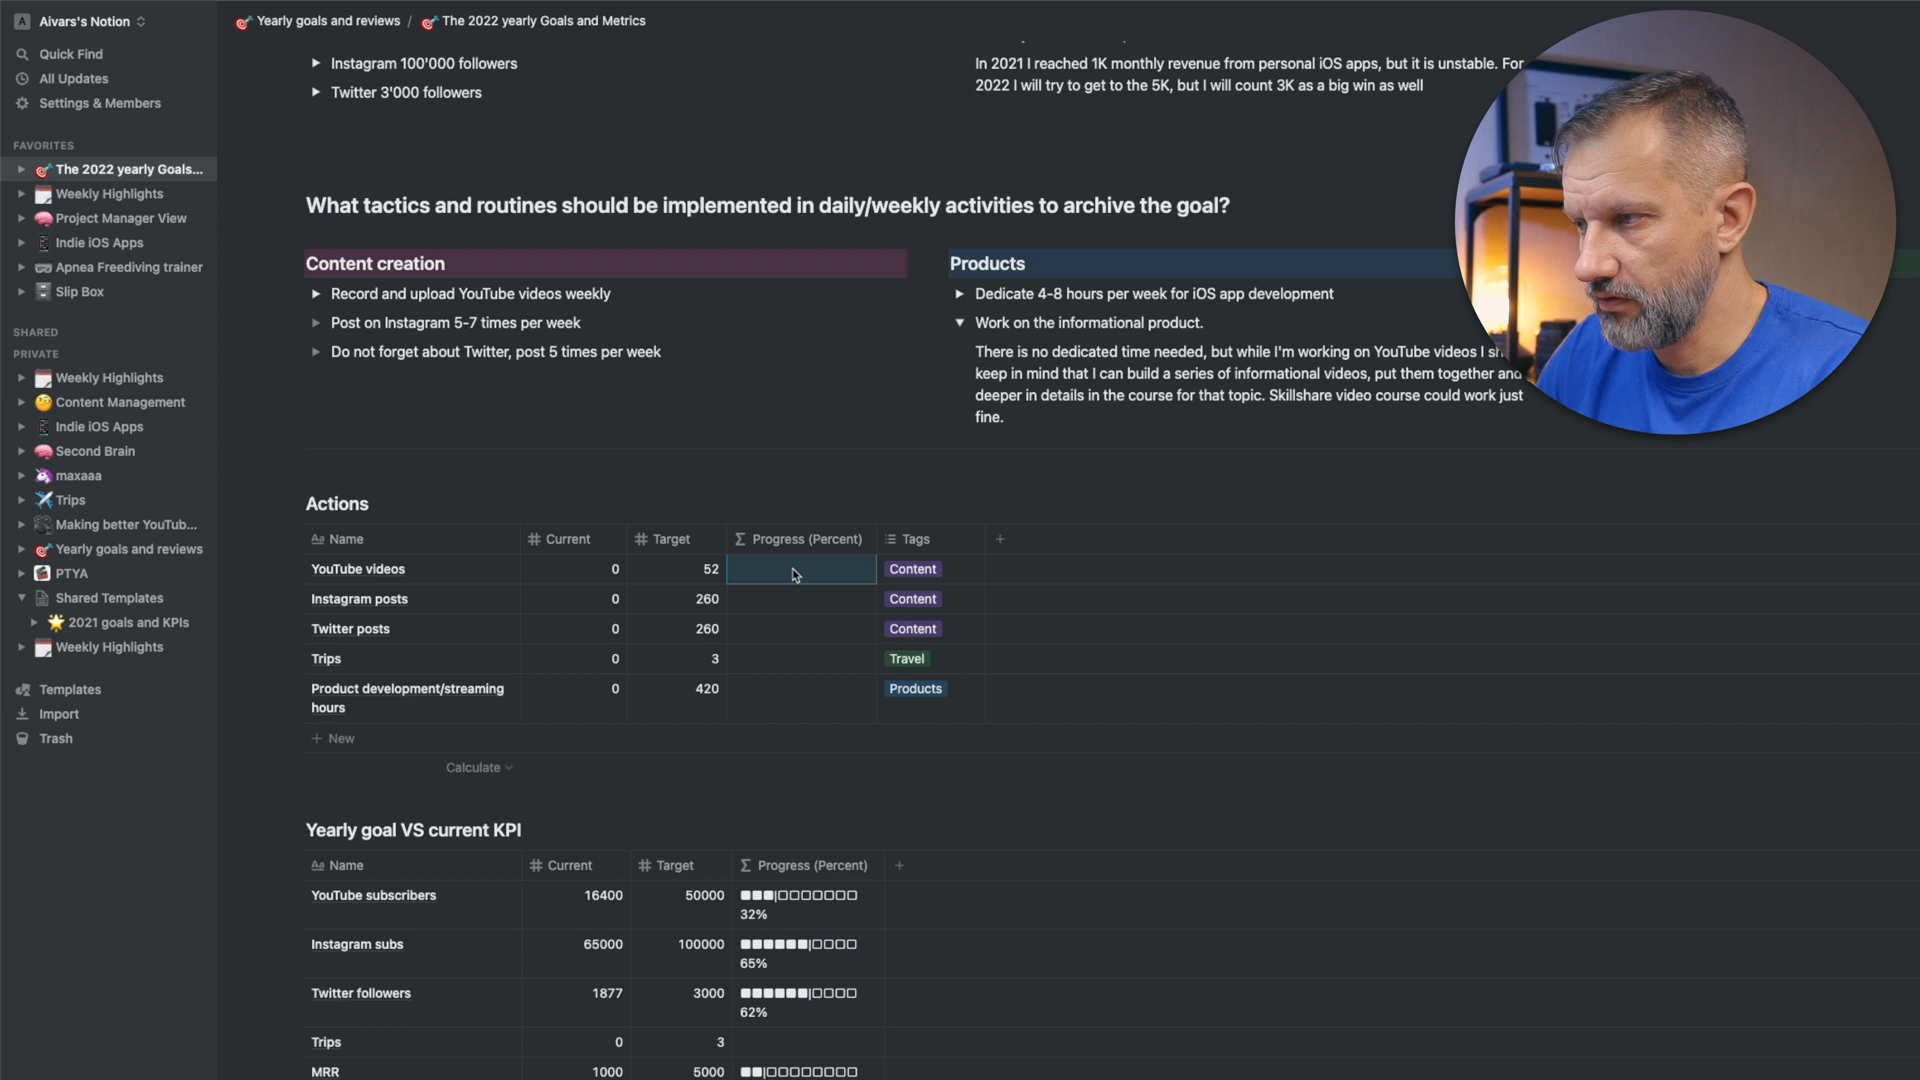 A Aivars's Notion
Quick Find
All Updates
Settings & Members
FAVORITES
The 2022 yearly Goals...
Weekly Highlights
Project Manager View
Indie iOS Apps
Apnea Freediving trainer
Slip Box
SHARED
PRIVATE
Weekly Highlights
Content Management
Indie iOS Apps
Second Brain
maxaaa
Trips
Making better YouTub...
Yearly goals and reviews
PTYA
Shared Templates
2021 goals and KPIs
Weekly Highlights
Templates
Import
Trash
Yearly goals and reviews / The 2022 yearly Goals and Metrics
Instagram 100'000 followers
Twitter 3'000 followers
In 2021 I reached 1K monthly revenue from personal iOS apps, but it is unstable. For
2022 I will try to get to the 5K, but I will count 3K as a big win as well
What tactics and routines should be implemented in daily/weekly activities to archive the goal?
Content creation
Record and upload YouTube videos weekly
Post on Instagram 5-7 times per week
Do not forget about Twitter, post 5 times per week
Products
Dedicate 4-8 hours per week for iOS app development
Work on the informational product.
There is no dedicated time needed, but while I'm working on YouTube videos I
keep in mind that I can build a series of informational videos, put them together and
deeper in details in the course for that topic. Skillshare video course could work just
fine.
Actions
Aa Name # Current # Target Σ Progress (Percent) Tags +
YouTube videos 0 52 Content
Instagram posts 0 260 Content
Twitter posts 0 260 Content
Trips 0 3 Travel
Product development/streaming 0 420 Products
hours
+ New
Calculate
Yearly goal VS current KPI
Aa Name # Current # Target Σ Progress (Percent) +
YouTube subscribers 16400 50000
32%
Instagram subs 65000 100000
65%
Twitter followers 1877 3000
62%
Trips 0 3
MRR 1000 5000